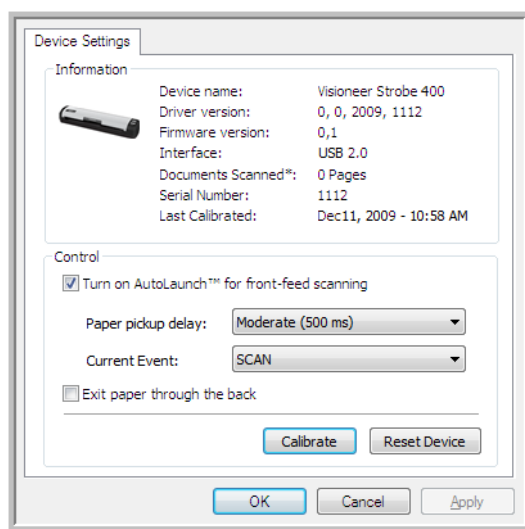 Device Settings
Information
Device name: Visioneer Strobe 400
Driver version: 0, 0, 2009, 1112
Firmware version: 0,1
Interface: USB 2.0
Documents Scanned*: 0 Pages
Serial Number: 1112
Last Calibrated: Dec11, 2009 - 10:58 AM
Control
Turn on AutoLaunch™ for front-feed scanning
Paper pickup delay: Moderate (500 ms)
Current Event: SCAN
Exit paper through the back
Calibrate Reset Device
OK Cancel Apply